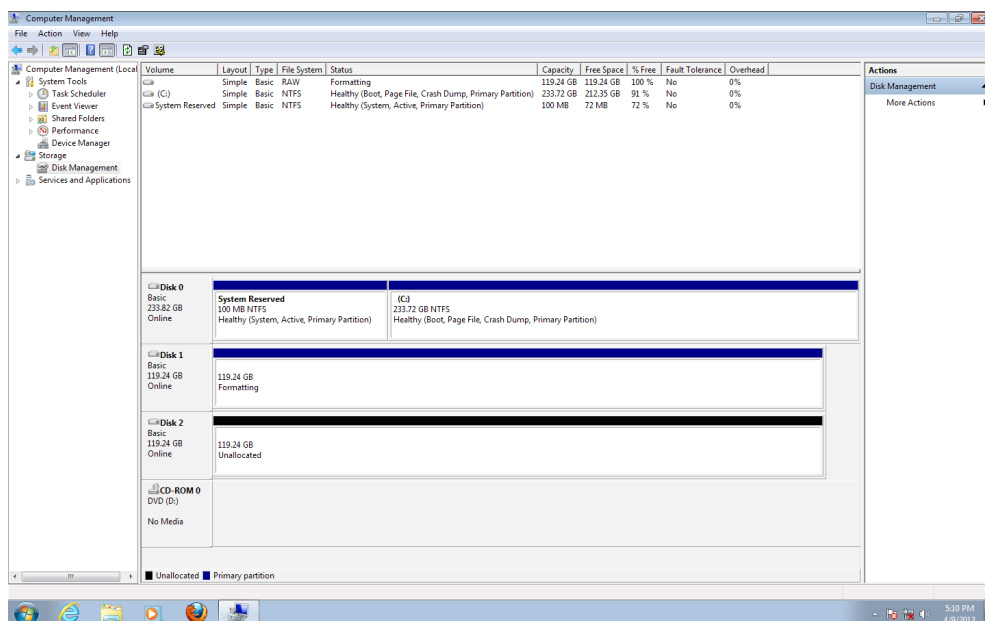 Computer Management
File Action View Help
Computer Management (Local
System Tools
Task Scheduler
Event Viewer
Shared Folders
Performance
Device Manager
Storage
Disk Management
Services and Applications
Volume Layout Type File System Status Capacity Free Space % Free Fault Tolerance Overhead
Simple Basic RAW Formatting 119.24 GB 119.24 GB 100 % No 0%
(C:) Simple Basic NTFS Healthy (Boot, Page File, Crash Dump, Primary Partition) 233.72 GB 212.35 GB 91 % No 0%
System Reserved Simple Basic NTFS Healthy (System, Active, Primary Partition) 100 MB 72 MB 72 % No 0%
Actions
Disk Management
More Actions
Disk 0
Basic
233.82 GB
Online
System Reserved
100 MB NTFS
Healthy (System, Active, Primary Partition)
(C:)
233.72 GB NTFS
Healthy (Boot, Page File, Crash Dump, Primary Partition)
Disk 1
Basic
119.24 GB
Online
119.24 GB
Formatting
Disk 2
Basic
119.24 GB
Online
119.24 GB
Unallocated
CD-ROM 0
DVD (D:)
No Media
Unallocated Primary partition
5:10 PM
4/9/2013